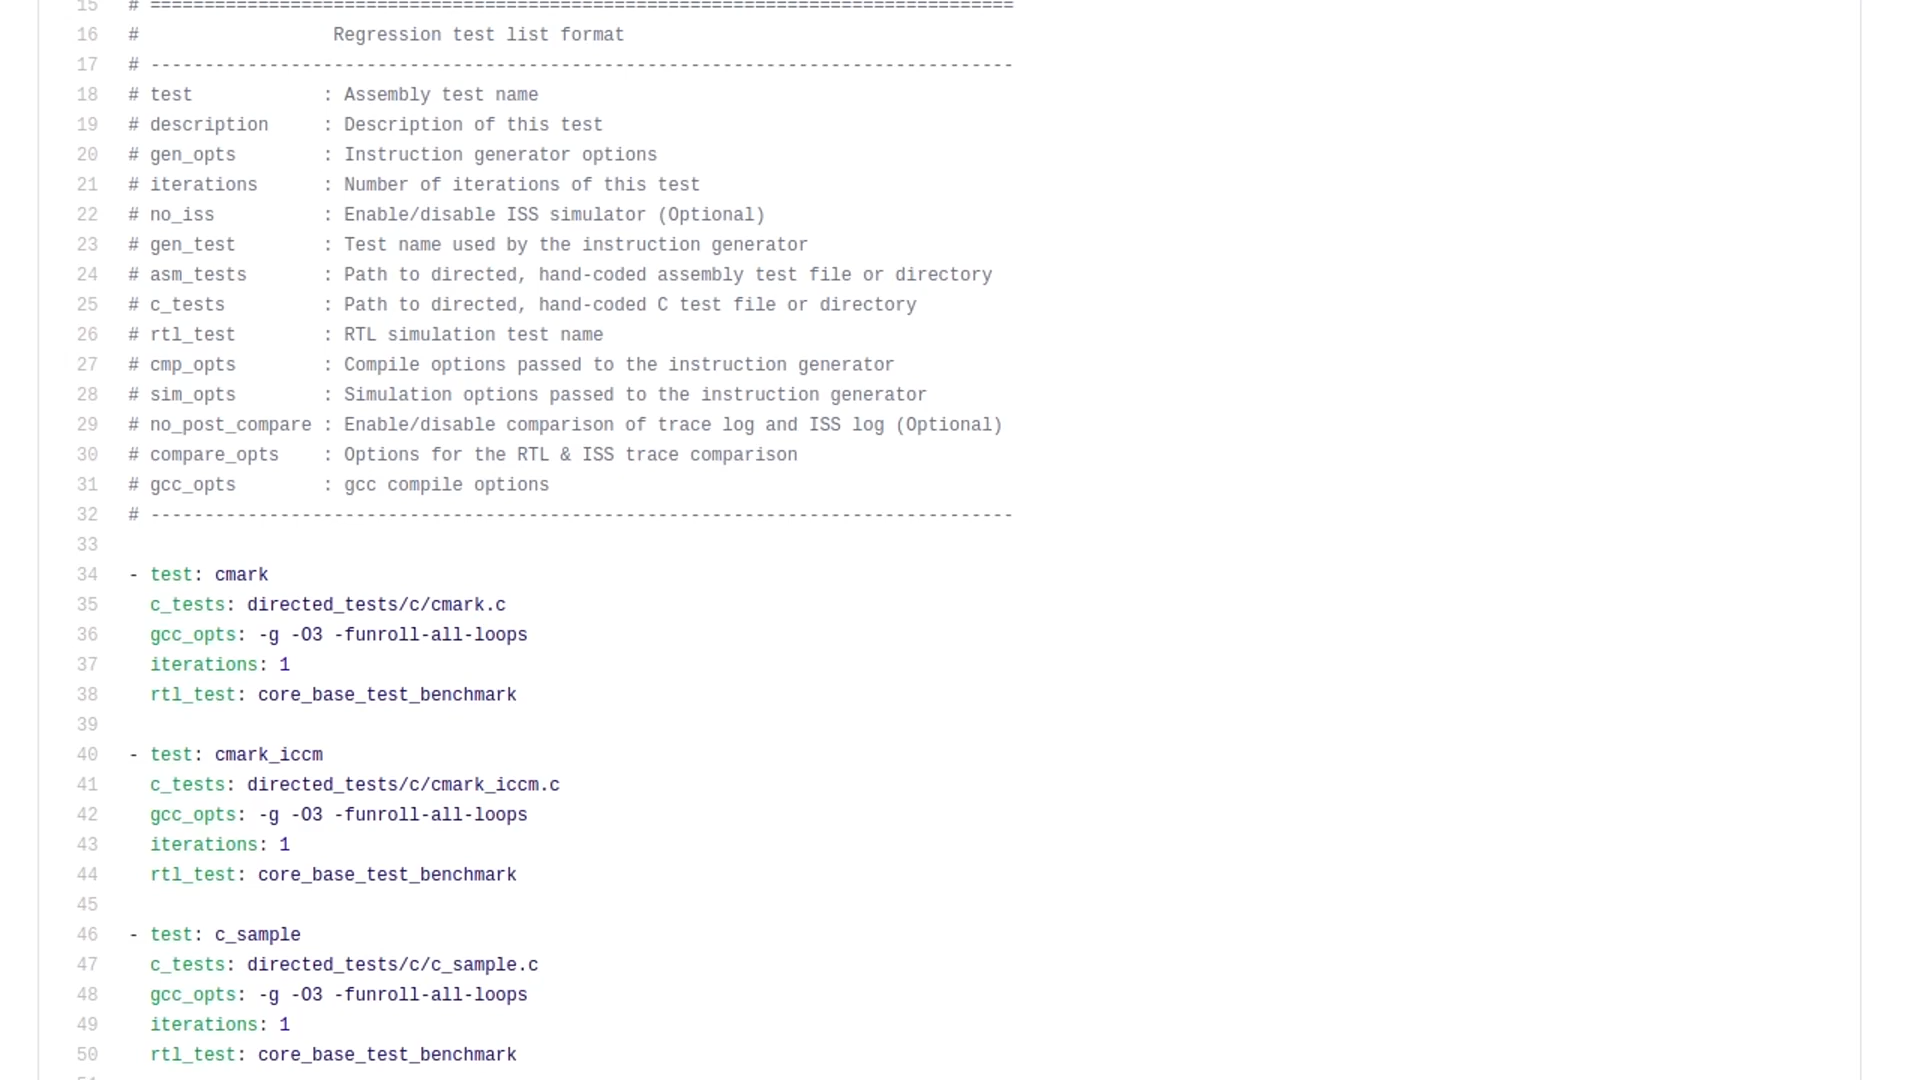 15 # ================================================================================
16 #                  Regression test list format
17 # --------------------------------------------------------------------------------
18 # test            : Assembly test name
19 # description     : Description of this test
20 # gen_opts        : Instruction generator options
21 # iterations      : Number of iterations of this test
22 # no_iss          : Enable/disable ISS simulator (Optional)
23 # gen_test        : Test name used by the instruction generator
24 # asm_tests       : Path to directed, hand-coded assembly test file or directory
25 # c_tests         : Path to directed, hand-coded C test file or directory
26 # rtl_test        : RTL simulation test name
27 # cmp_opts        : Compile options passed to the instruction generator
28 # sim_opts        : Simulation options passed to the instruction generator
29 # no_post_compare : Enable/disable comparison of trace log and ISS log (Optional)
30 # compare_opts    : Options for the RTL & ISS trace comparison
31 # gcc_opts        : gcc compile options
32 # --------------------------------------------------------------------------------
33
34 - test: cmark
35   c_tests: directed_tests/c/cmark.c
36   gcc_opts: -g -O3 -funroll-all-loops
37   iterations: 1
38   rtl_test: core_base_test_benchmark
39
40 - test: cmark_iccm
41   c_tests: directed_tests/c/cmark_iccm.c
42   gcc_opts: -g -O3 -funroll-all-loops
43   iterations: 1
44   rtl_test: core_base_test_benchmark
45
46 - test: c_sample
47   c_tests: directed_tests/c/c_sample.c
48   gcc_opts: -g -O3 -funroll-all-loops
49   iterations: 1
50   rtl_test: core_base_test_benchmark